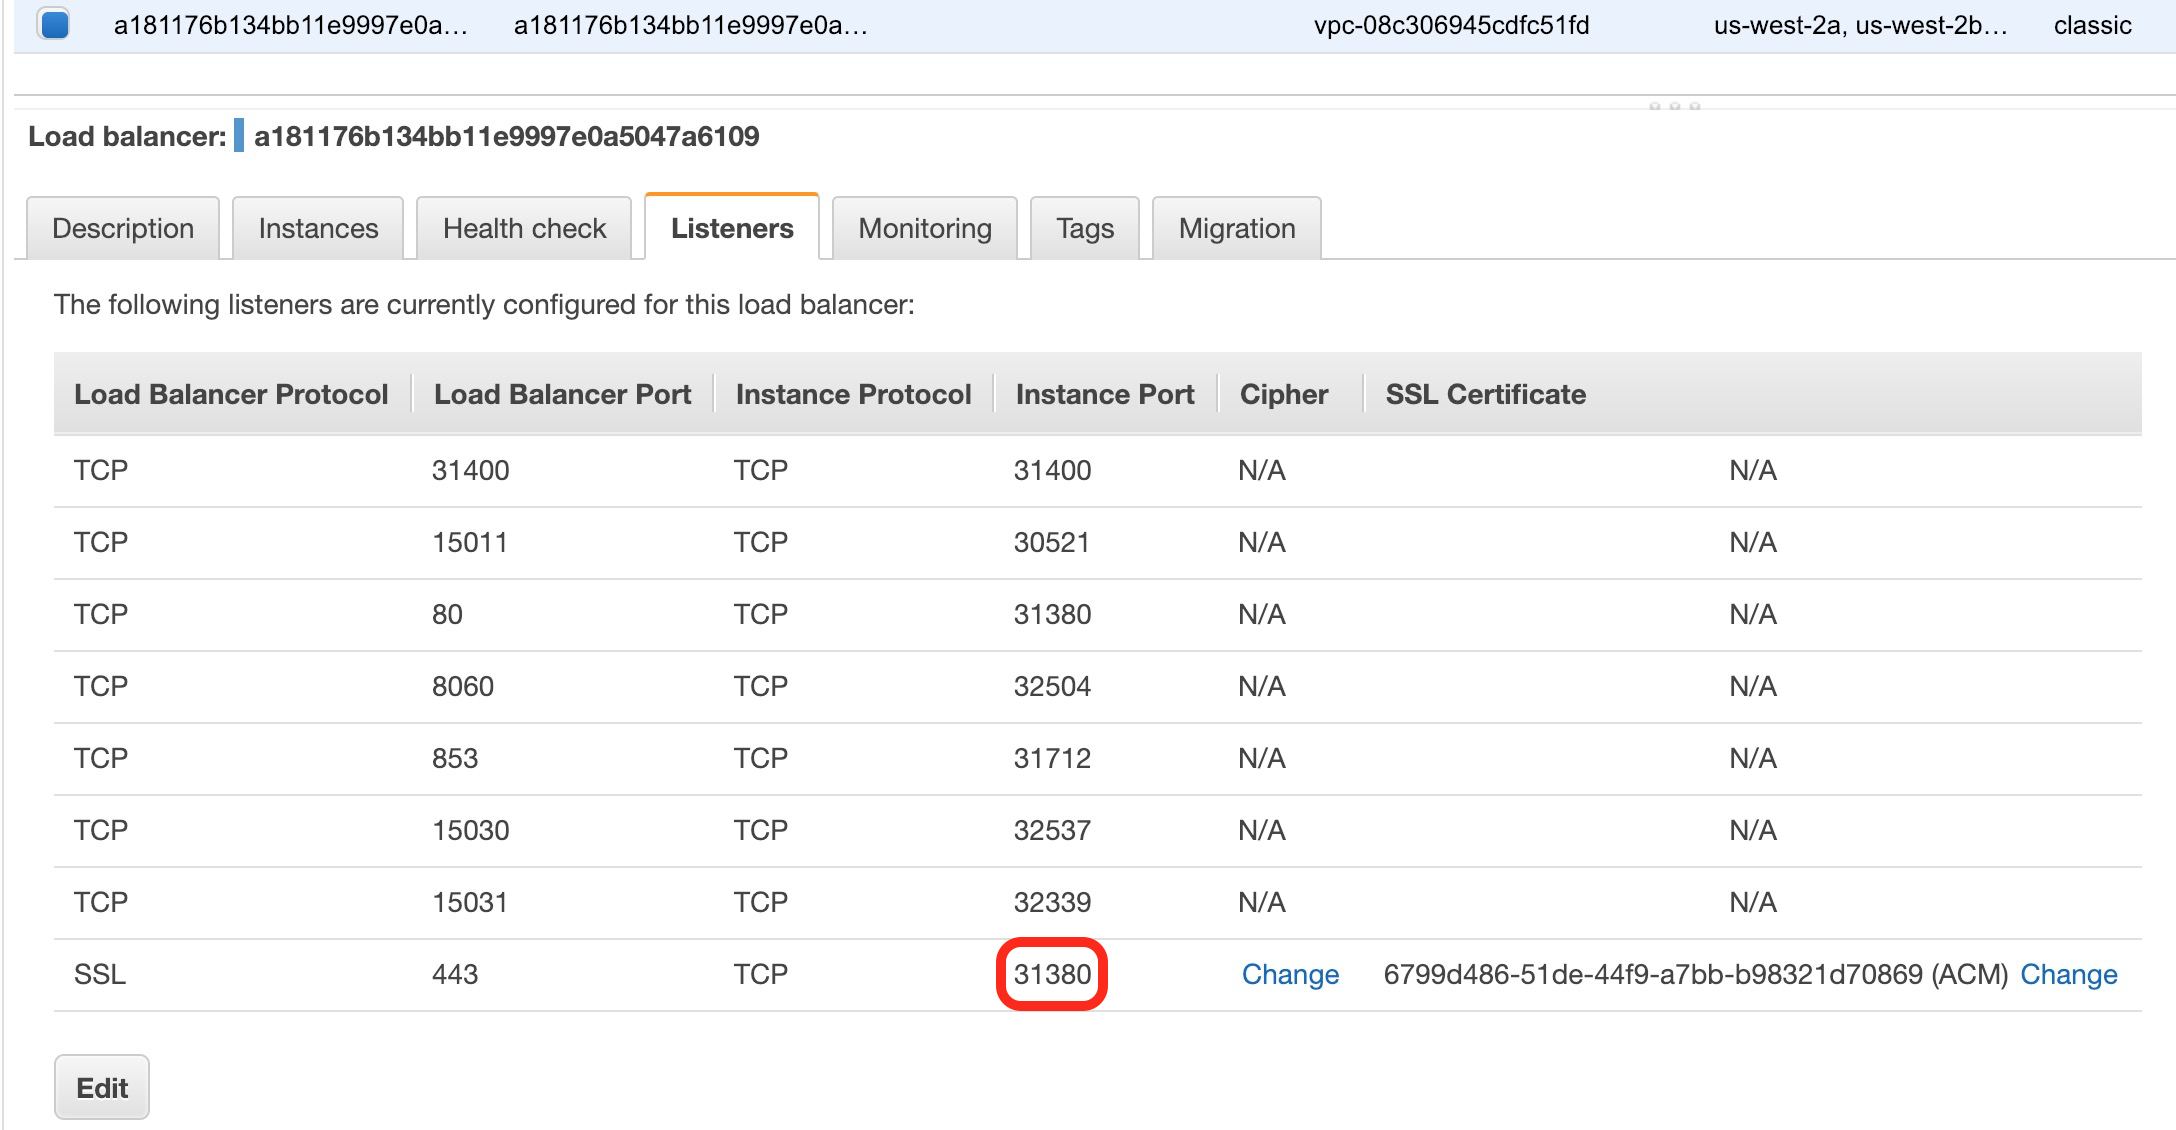 a181176b134bb11e9997e0a... a181176b134bb11e9997e0a... vpc-08c306945cdfc51fd us-west-2a, us-west-2b... classic
Load balancer: a181176b134bb11e9997e0a5047a6109
Description Instances Health check Listeners Monitoring Tags Migration
The following listeners are currently configured for this load balancer:
Load Balancer Protocol Load Balancer Port Instance Protocol Instance Port Cipher SSL Certificate
TCP 31400 TCP 31400 N/A N/A
TCP 15011 TCP 30521 N/A N/A
TCP 80 TCP 31380 N/A N/A
TCP 8060 TCP 32504 N/A N/A
TCP 853 TCP 31712 N/A N/A
TCP 15030 TCP 32537 N/A N/A
TCP 15031 TCP 32339 N/A N/A
SSL 443 TCP 31380 Change 6799d486-51de-44f9-a7bb-b98321d70869 (ACM) Change
Edit